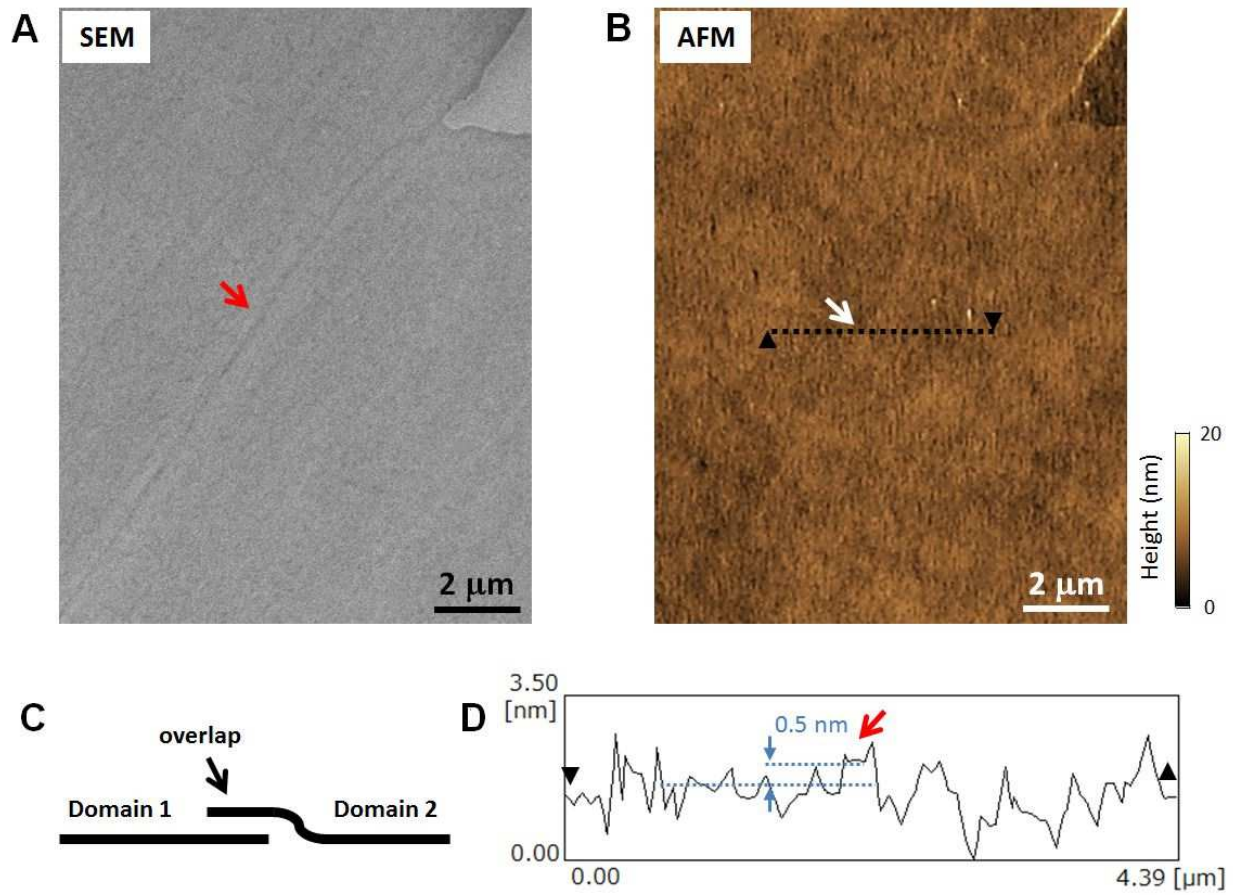 A
SEM
2 μm
B
AFM
2 μm
20
Height (nm)
0
C
overlap
Domain 1
Domain 2
D
3.50
[nm]
0.5 nm
0.00
0.00
4.39 [μm]